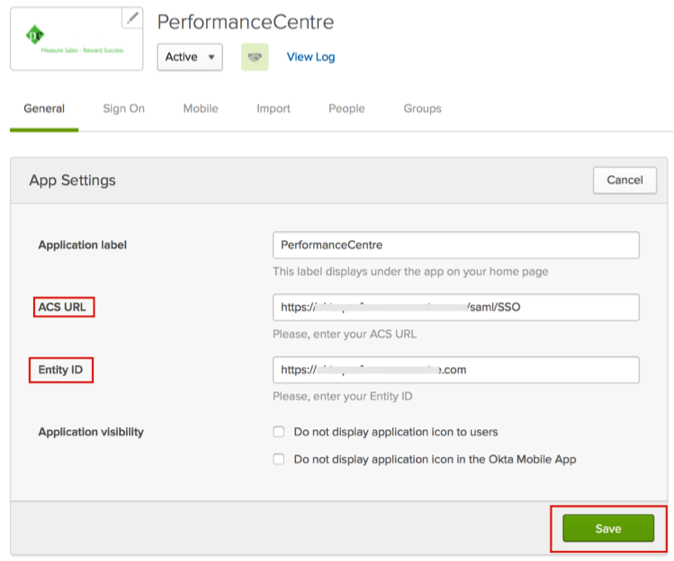 PerformanceCentre
Measure Sales - Reward Success
Active
View Log
General Sign On Mobile Import People Groups
App Settings
Cancel
Application label
PerformanceCentre
This label displays under the app on your home page
ACS URL
https:// /saml/SSO
Please, enter your ACS URL
Entity ID
https:// .com
Please, enter your Entity ID
Application visibility
Do not display application icon to users
Do not display application icon in the Okta Mobile App
Save